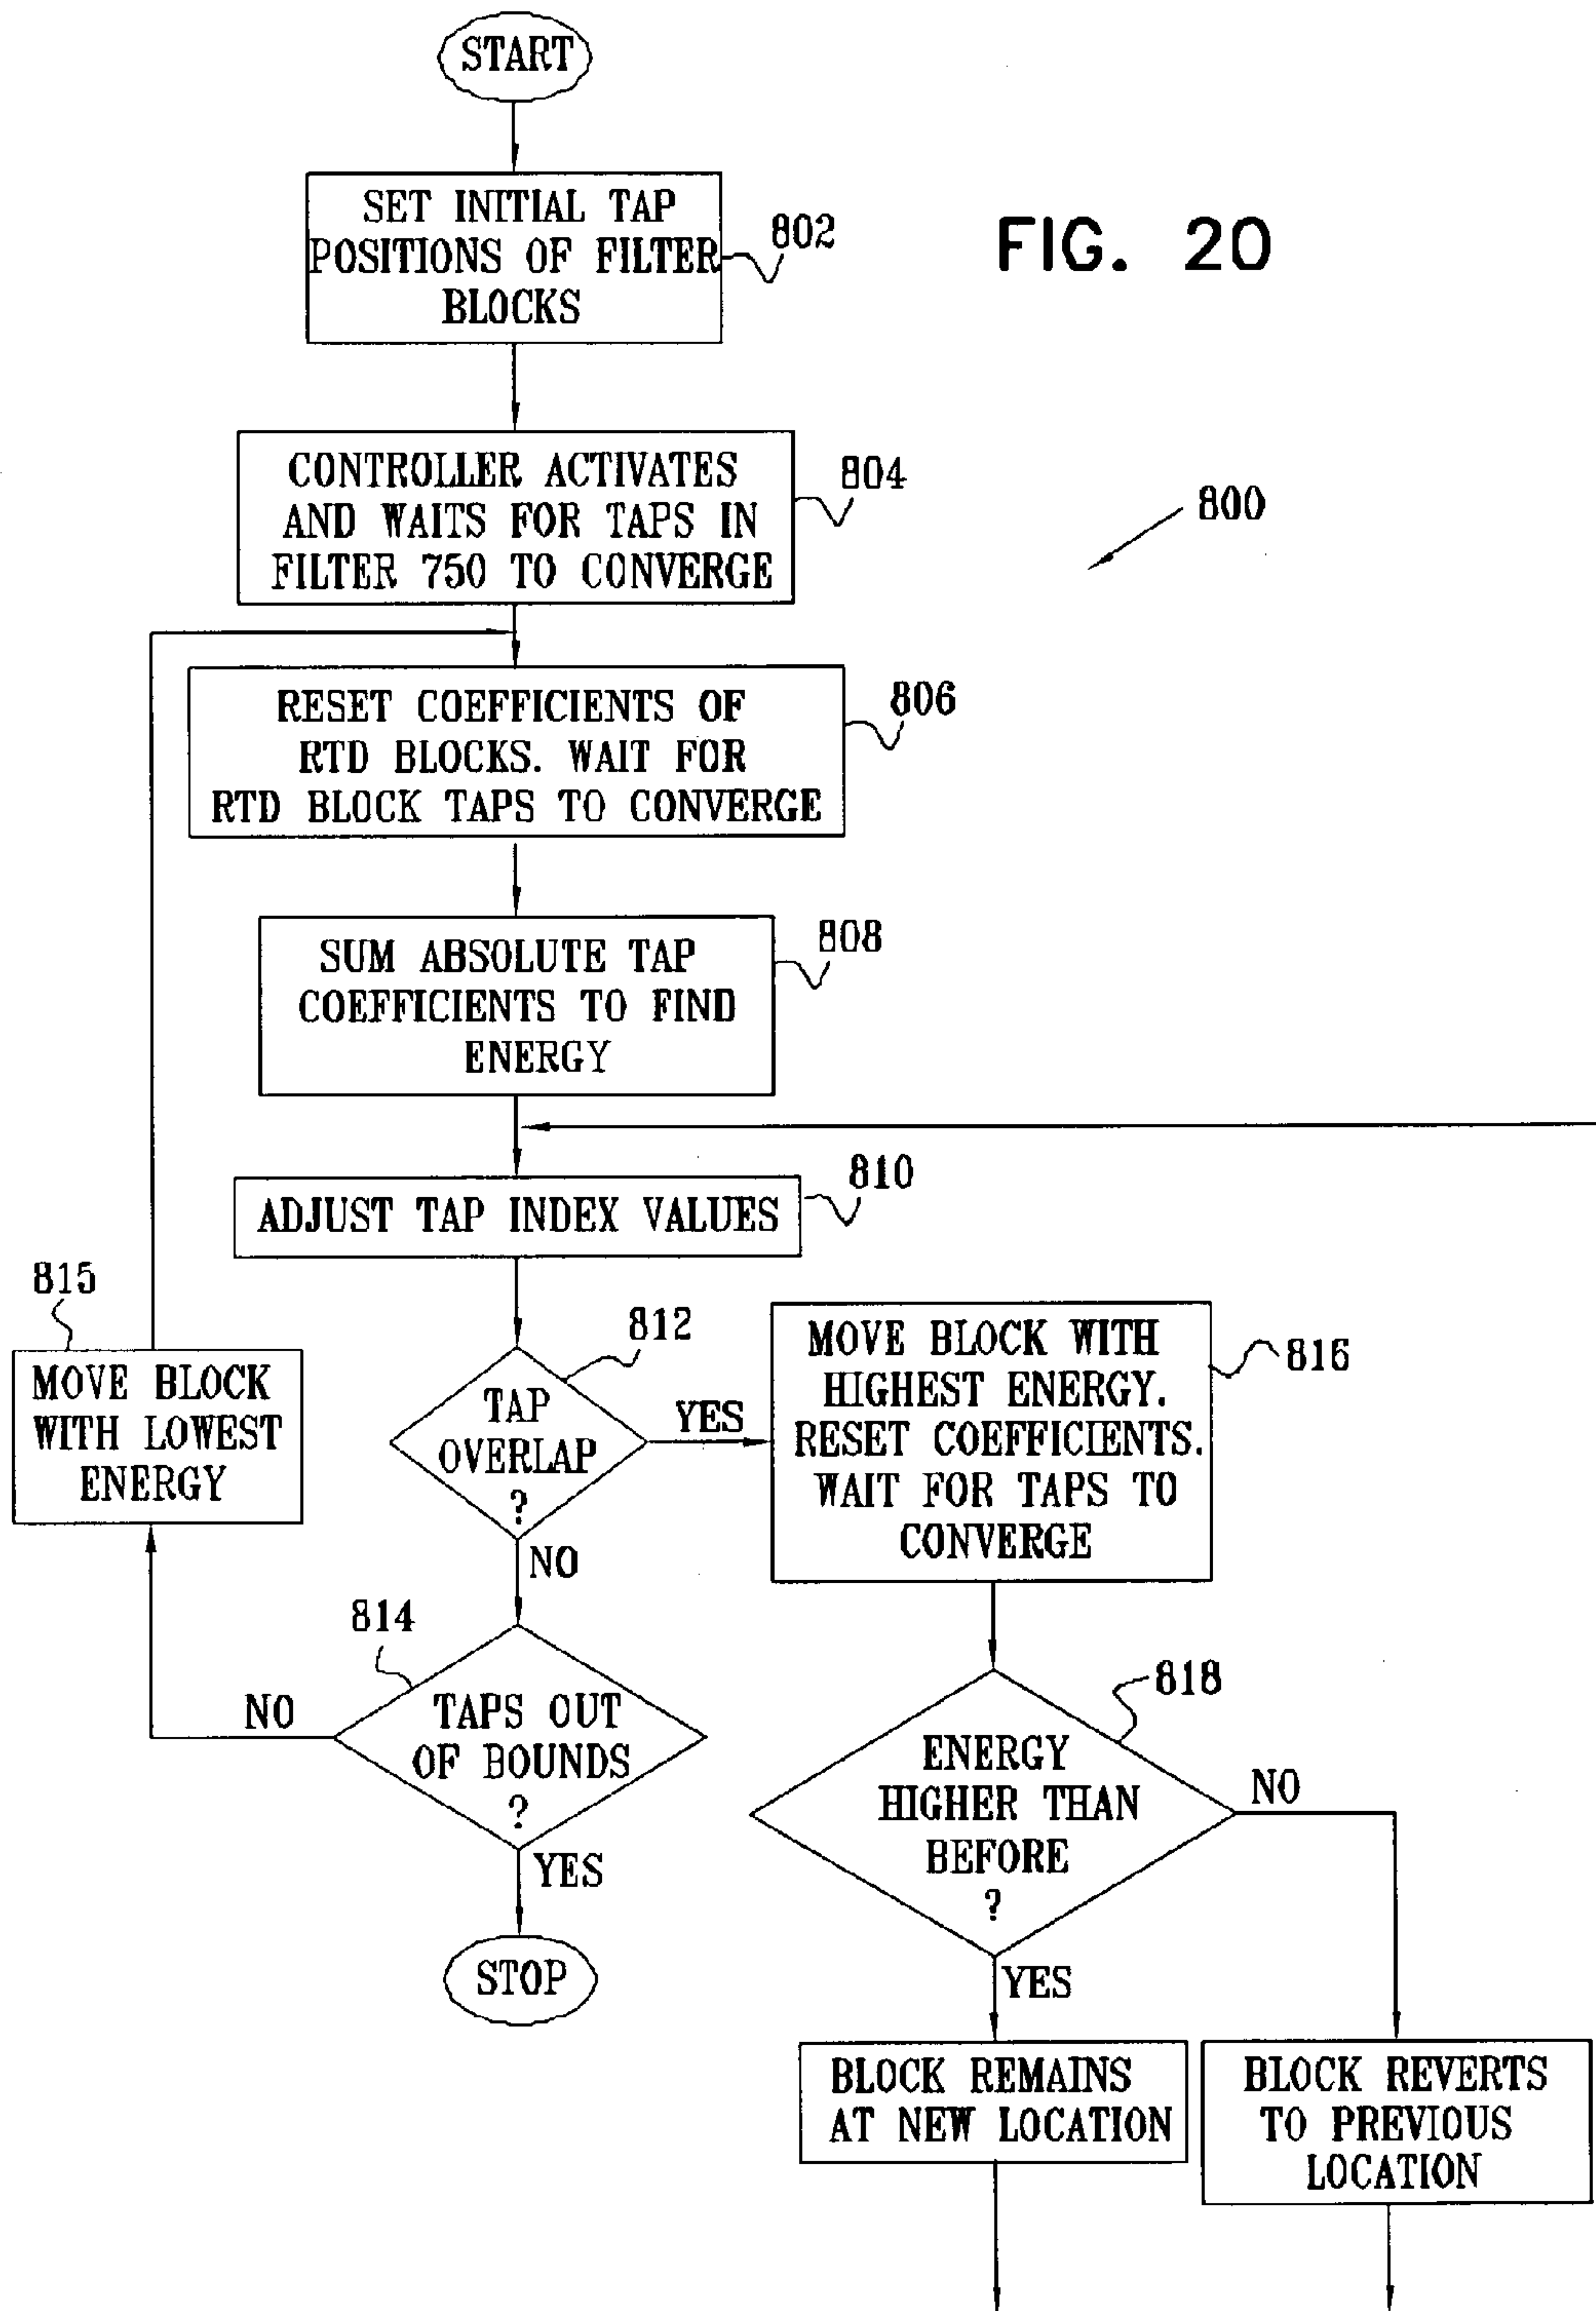 START
SET INITIAL TAP
POSITIONS OF FILTER
BLOCKS
802
FIG. 20
CONTROLLER ACTIVATES
AND WAITS FOR TAPS IN
FILTER 750 TO CONVERGE
804
800
RESET COEFFICIENTS OF
RTD BLOCKS. WAIT FOR
RTD BLOCK TAPS TO CONVERGE
806
SUM ABSOLUTE TAP
COEFFICIENTS TO FIND
ENERGY
808
ADJUST TAP INDEX VALUES
810
815
MOVE BLOCK
WITH LOWEST
ENERGY
812
TAP
OVERLAP
?
YES
MOVE BLOCK WITH
HIGHEST ENERGY.
RESET COEFFICIENTS.
WAIT FOR TAPS TO
CONVERGE
816
NO
814
TAPS OUT
OF BOUNDS
?
NO
YES
STOP
818
ENERGY
HIGHER THAN
BEFORE
?
NO
YES
BLOCK REMAINS
AT NEW LOCATION
BLOCK REVERTS
TO PREVIOUS
LOCATION